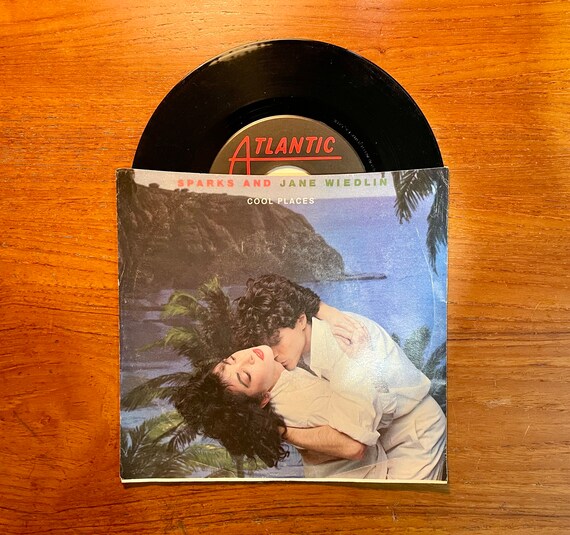 ATLANTIC
SPARKS AND JANE WIEDLIN
COOL PLACES